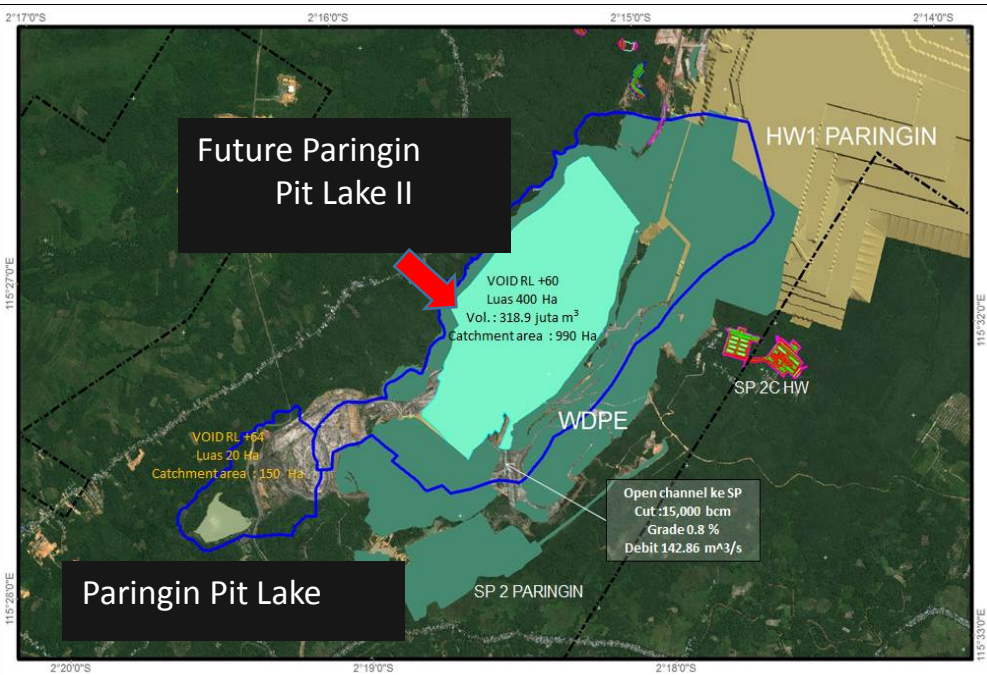 2°17'0"S
2°16'0"S
2°15'0"S
2°14'0"S
HW1 PARINGIN
Future Paringin
Pit Lake II
115°27'0"E
VOID RL +60
Luas 400 Ha
Vol. : 318.9 juta m³
Catchment area : 990 Ha
115°32'0"E
SP 2C HW
WDPE
VOID RL +64
Luas 20 Ha
Catchment area : 150 Ha
Open channel ke SP
Cut :15,000 bcm
Grade 0.8 %
Debit 142.86 m^3/s
115°28'0"E
Paringin Pit Lake
SP 2 PARINGIN
115°33'0"E
2°20'0"S
2°19'0"S
2°18'0"S